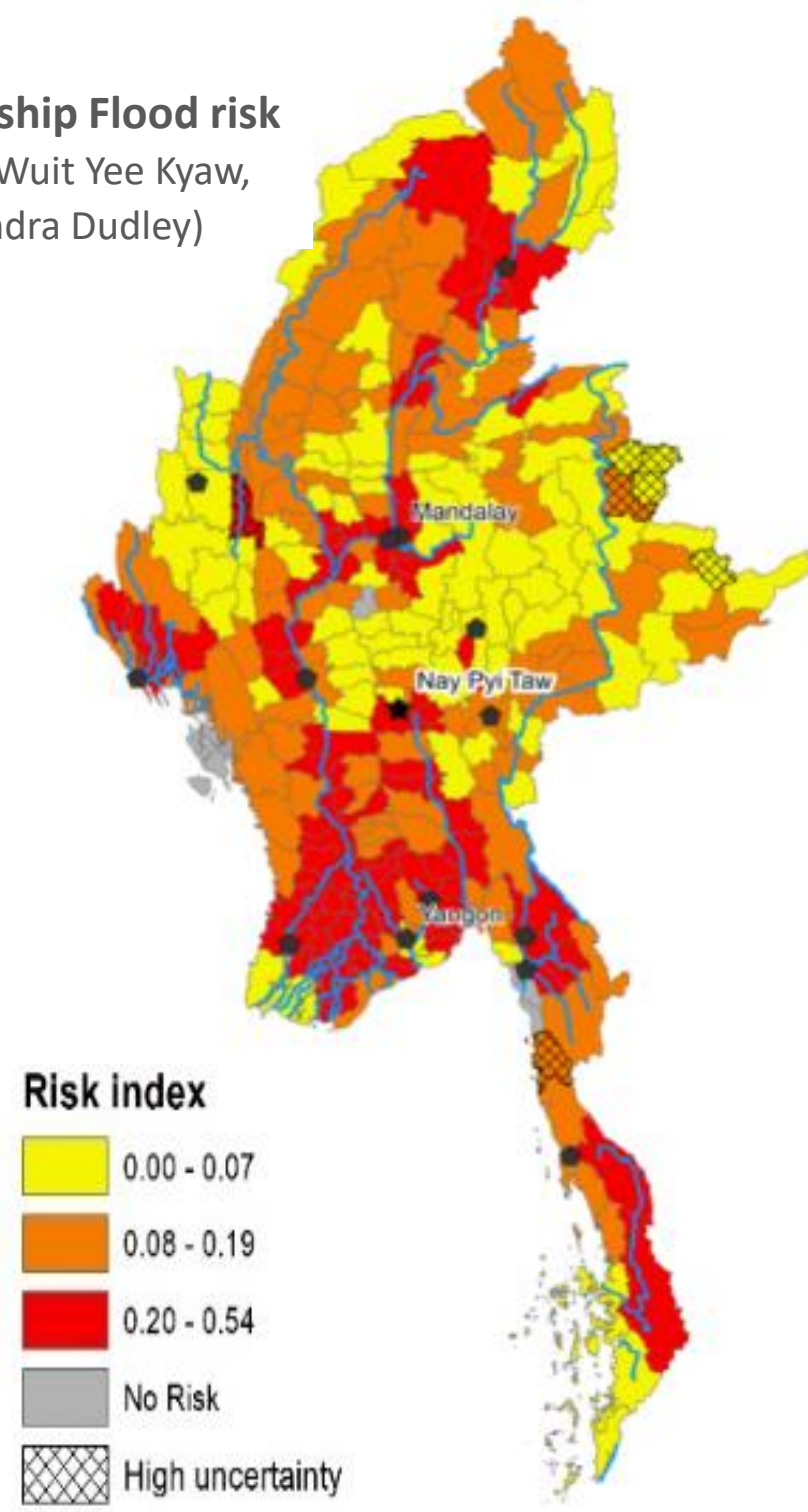 ship Flood risk
Wuit Yee Kyaw,
ndra Dudley)
Mandalay
Nay Pyi Taw
Yangon
Risk index
0.00 - 0.07
0.08 - 0.19
0.20 - 0.54
No Risk
High uncertainty